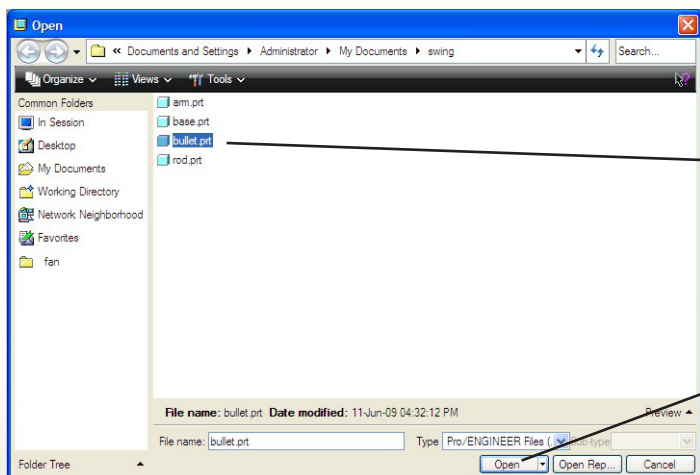 Open
« Documents and Settings Administrator My Documents swing Search...
Organize Views Tools
Common Folders
In Session
Desktop
My Documents
Working Directory
Network Neighborhood
Favorites
fan
arm.prt
base.prt
bullet.prt
rod.prt
File name: bullet.prt Date modified: 11-Jun-09 04:32:12 PM Preview
File name: bullet.prt Type Pro/ENGINEER Files (. Sub-type
Folder Tree Open Open Rep... Cancel